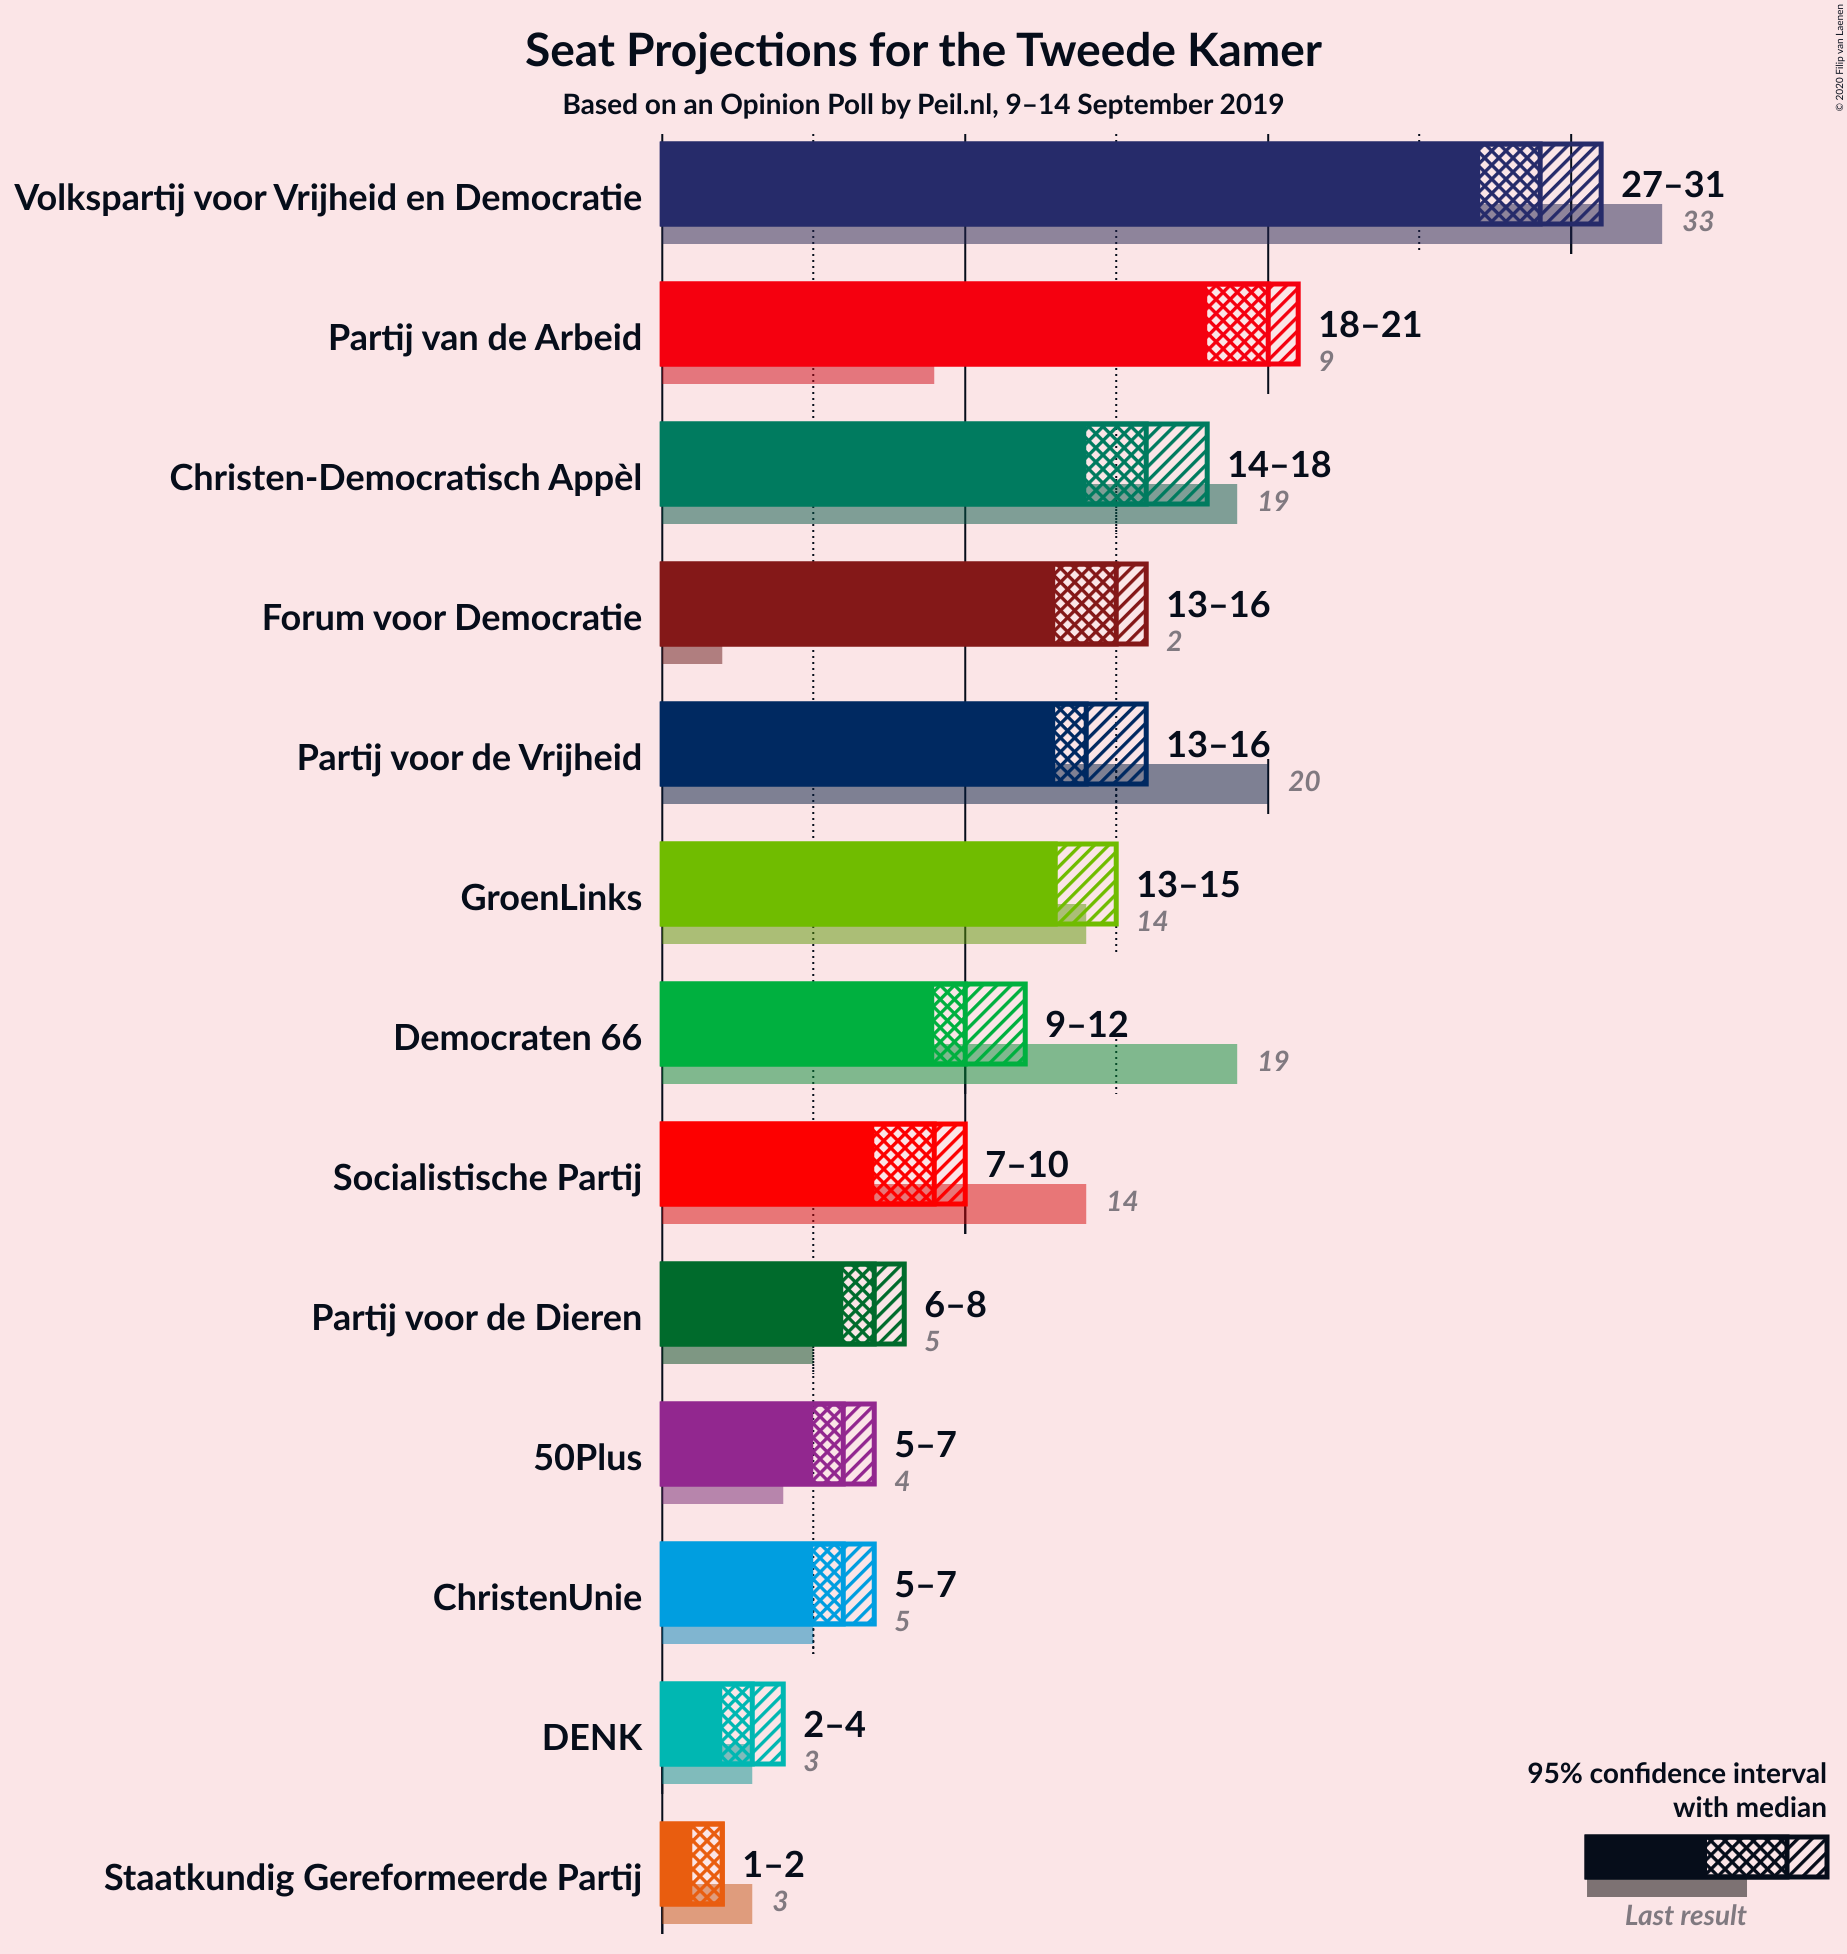 Seat Projections for the Tweede Kamer
Based on an Opinion Poll by Peil.nl, 9–14 September 2019
© 2020 Filip van Laenen
Volkspartij voor Vrijheid en Democratie
27–31
33
Partij van de Arbeid
18–21
9
Christen-Democratisch Appèl
14–18
19
Forum voor Democratie
13–16
2
Partij voor de Vrijheid
13–16
20
GroenLinks
13–15
14
Democraten 66
9–12
19
Socialistische Partij
7–10
14
Partij voor de Dieren
6–8
5
50Plus
5–7
4
ChristenUnie
5–7
5
DENK
2–4
3
Staatkundig Gereformeerde Partij
1–2
3
95% confidence interval
with median
Last result